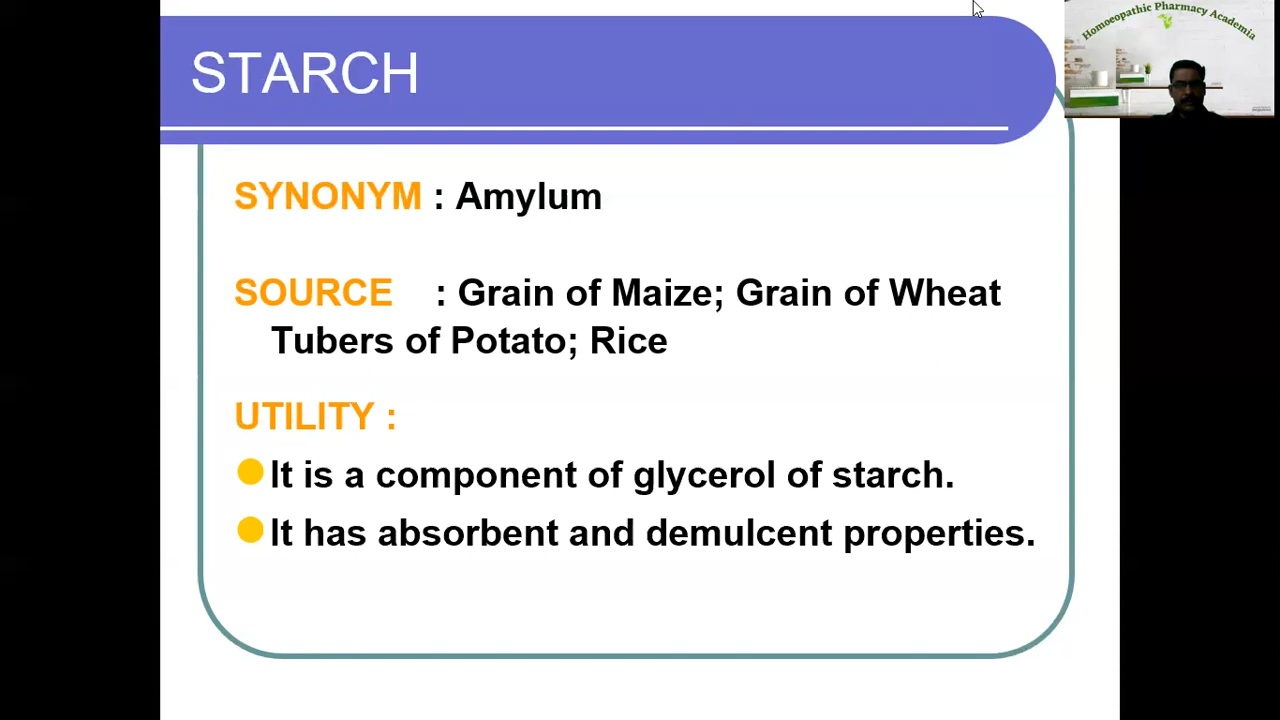 STARCH
Homoeopathic Pharmacy Academia
SYNONYM : Amylum
SOURCE : Grain of Maize; Grain of Wheat
Tubers of Potato; Rice
UTILITY :
It is a component of glycerol of starch.
It has absorbent and demulcent properties.